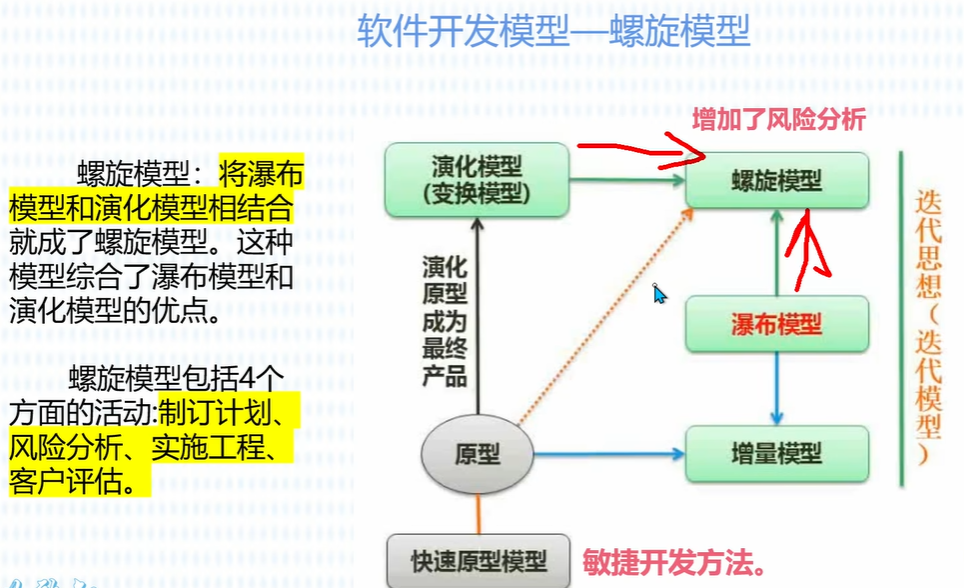 软件开发模型—螺旋模型
增加了风险分析
螺旋模型：将瀑布
模型和演化模型相结合
就成了螺旋模型。这种
模型综合了瀑布模型和
演化模型的优点。
螺旋模型包括4个
方面的活动:制订计划、
风险分析、实施工程、
客户评估。
演化模型
(变换模型)
螺旋模型
演化
原型
成为
最终
产品
瀑布模型
原型
增量模型
快速原型模型
敏捷开发方法。
迭代思想（迭代模型）